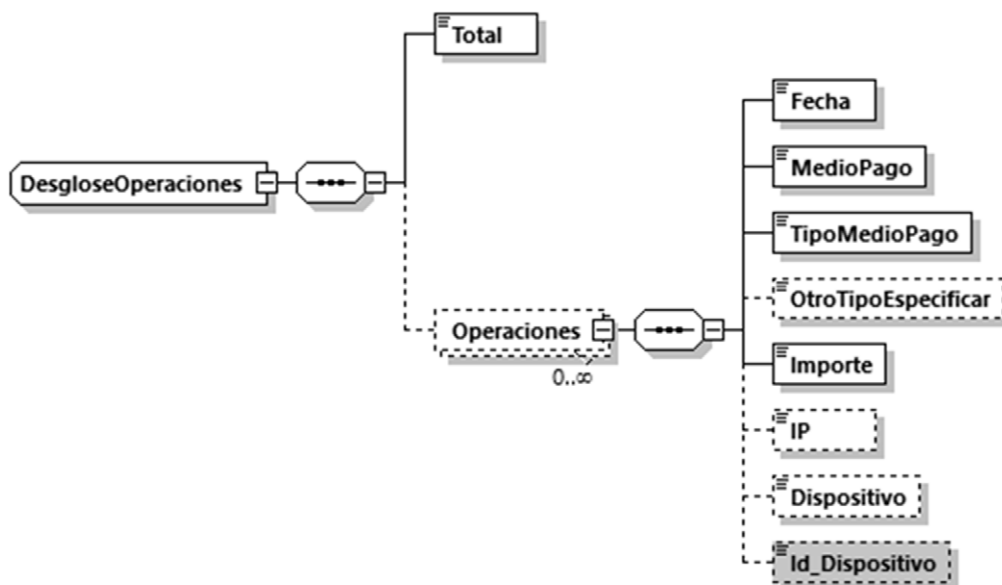 Total
Fecha
MedioPago
DesgloseOperaciones
TipoMedioPago
OtroTipoEspecificar
Operaciones
0..∞
Importe
IP
Dispositivo
Id_Dispositivo